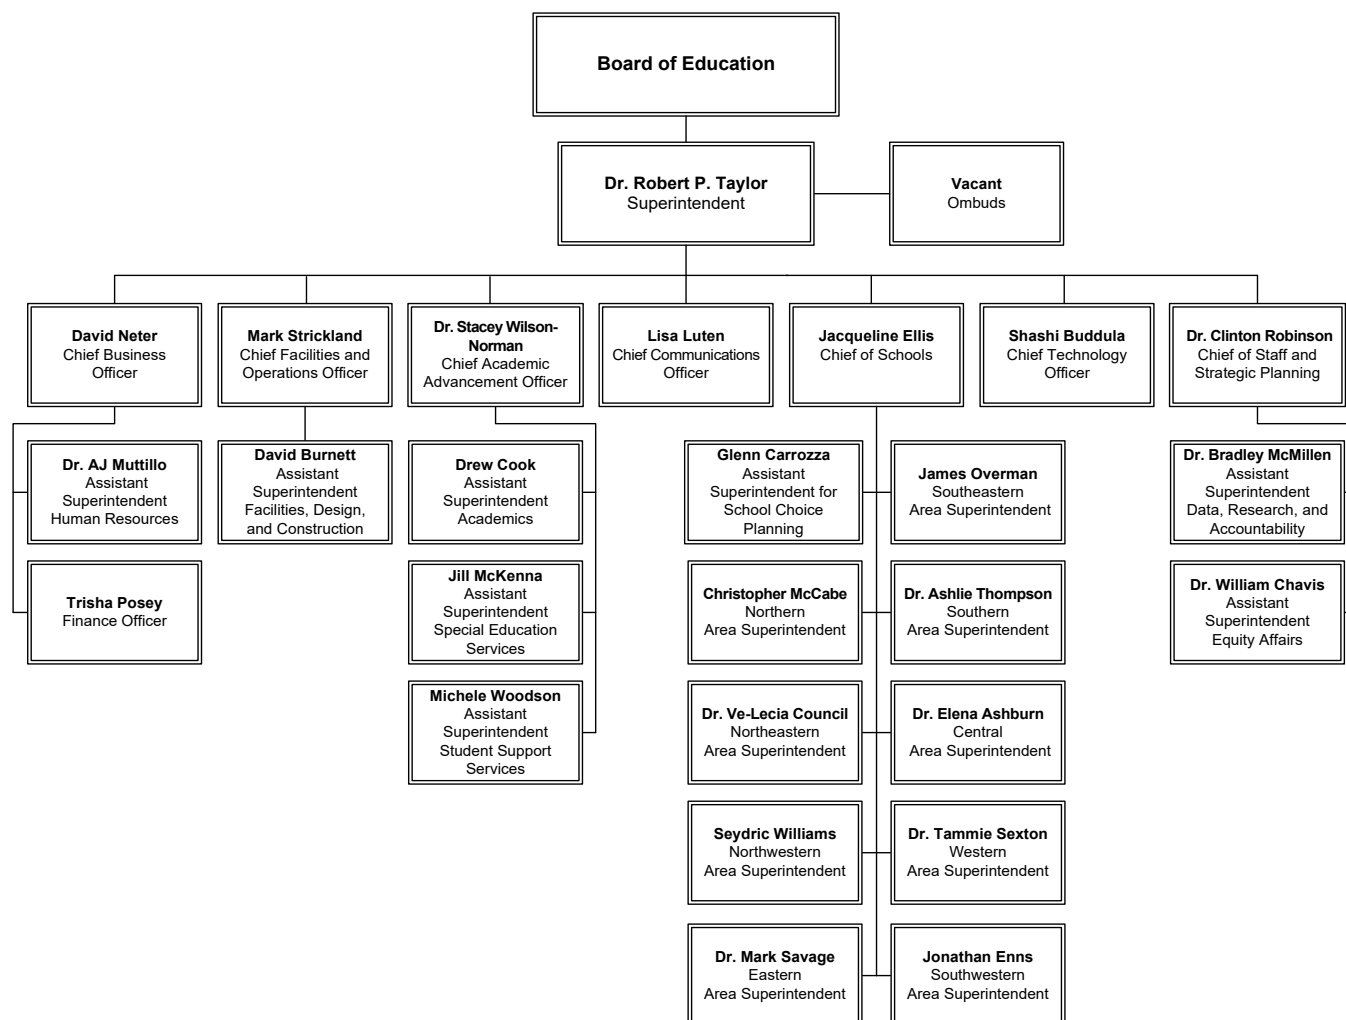 Board of Education
Dr. Robert P. Taylor
Superintendent
Vacant
Ombuds
David Neter
Chief Business
Officer
Mark Strickland
Chief Facilities and
Operations Officer
Dr. Stacey Wilson-
Norman
Chief Academic
Advancement Officer
Lisa Luten
Chief Communications
Officer
Jacqueline Ellis
Chief of Schools
Shashi Buddula
Chief Technology
Officer
Dr. Clinton Robinson
Chief of Staff and
Strategic Planning
Dr. AJ Muttillo
Assistant
Superintendent
Human Resources
David Burnett
Assistant
Superintendent
Facilities, Design,
and Construction
Drew Cook
Assistant
Superintendent
Academics
Glenn Carrozza
Assistant
Superintendent for
School Choice
Planning
James Overman
Southeastern
Area Superintendent
Dr. Bradley McMillen
Assistant
Superintendent
Data, Research, and
Accountability
Trisha Posey
Finance Officer
Jill McKenna
Assistant
Superintendent
Special Education
Services
Christopher McCabe
Northern
Area Superintendent
Dr. Ashlie Thompson
Southern
Area Superintendent
Dr. William Chavis
Assistant
Superintendent
Equity Affairs
Michele Woodson
Assistant
Superintendent
Student Support
Services
Dr. Ve-Lecia Council
Northeastern
Area Superintendent
Dr. Elena Ashburn
Central
Area Superintendent
Seydric Williams
Northwestern
Area Superintendent
Dr. Tammie Sexton
Western
Area Superintendent
Dr. Mark Savage
Eastern
Area Superintendent
Jonathan Enns
Southwestern
Area Superintendent